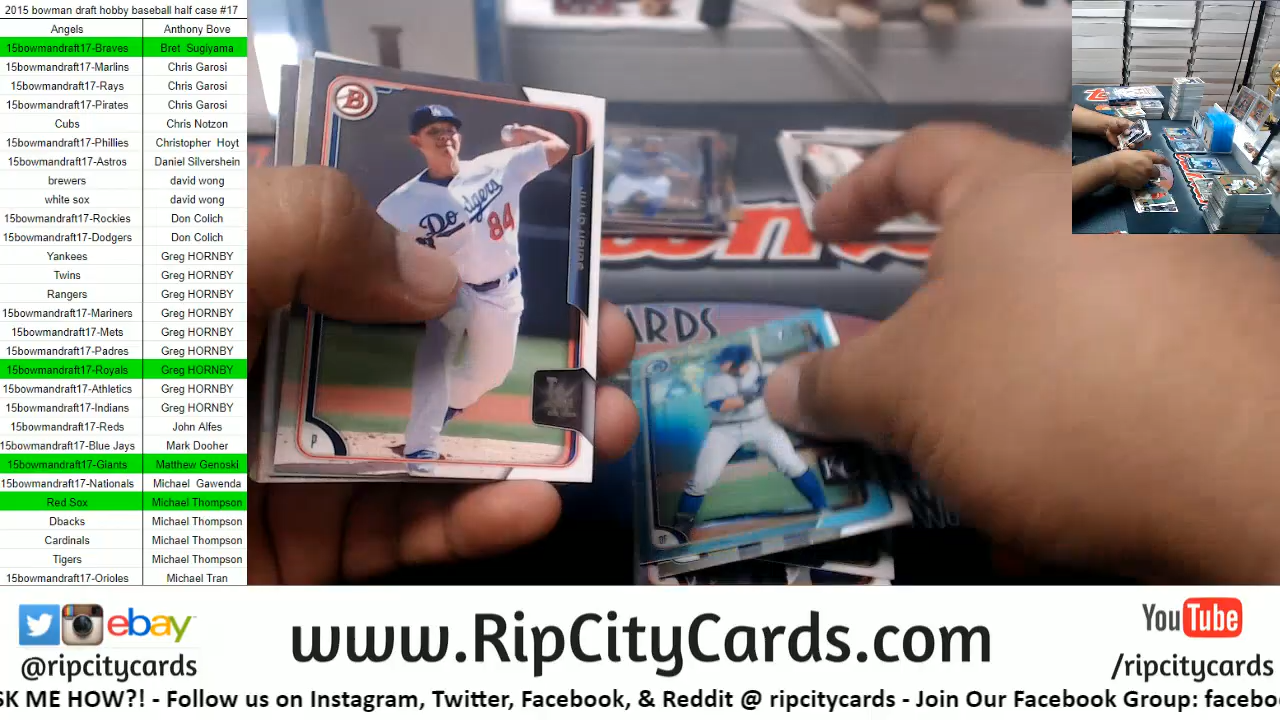 2015 bowman draft hobby baseball half case #17
Angels Anthony Bove
15bowmandraft17-Braves Bret Sugiyama
15bowmandraft17-Marlins Chris Garosi
15bowmandraft17-Rays Chris Garosi
15bowmandraft17-Pirates Chris Garosi
Cubs Chris Notzon
15bowmandraft17-Phillies Christopher Hoyt
15bowmandraft17-Astros Daniel Silvershein
brewers david wong
white sox david wong
15bowmandraft17-Rockies Don Colich
15bowmandraft17-Dodgers Don Colich
Yankees Greg HORNBY
Twins Greg HORNBY
Rangers Greg HORNBY
15bowmandraft17-Mariners Greg HORNBY
15bowmandraft17-Mets Greg HORNBY
15bowmandraft17-Padres Greg HORNBY
15bowmandraft17-Royals Greg HORNBY
15bowmandraft17-Athletics Greg HORNBY
15bowmandraft17-Indians Greg HORNBY
15bowmandraft17-Reds John Alfes
15bowmandraft17-Blue Jays Mark Dooher
15bowmandraft17-Giants Matthew Genoski
15bowmandraft17-Nationals Michael Gawenda
Red Sox Michael Thompson
Dbacks Michael Thompson
Cardinals Michael Thompson
Tigers Michael Thompson
15bowmandraft17-Orioles Michael Tran
B
Dodgers
84
P
ARDS
KC
OF
ebay
@ripcitycards
www.RipCityCards.com
YouTube
/ripcitycards
SK ME HOW?! - Follow us on Instagram, Twitter, Facebook, & Reddit @ ripcitycards - Join Our Facebook Group: facebo